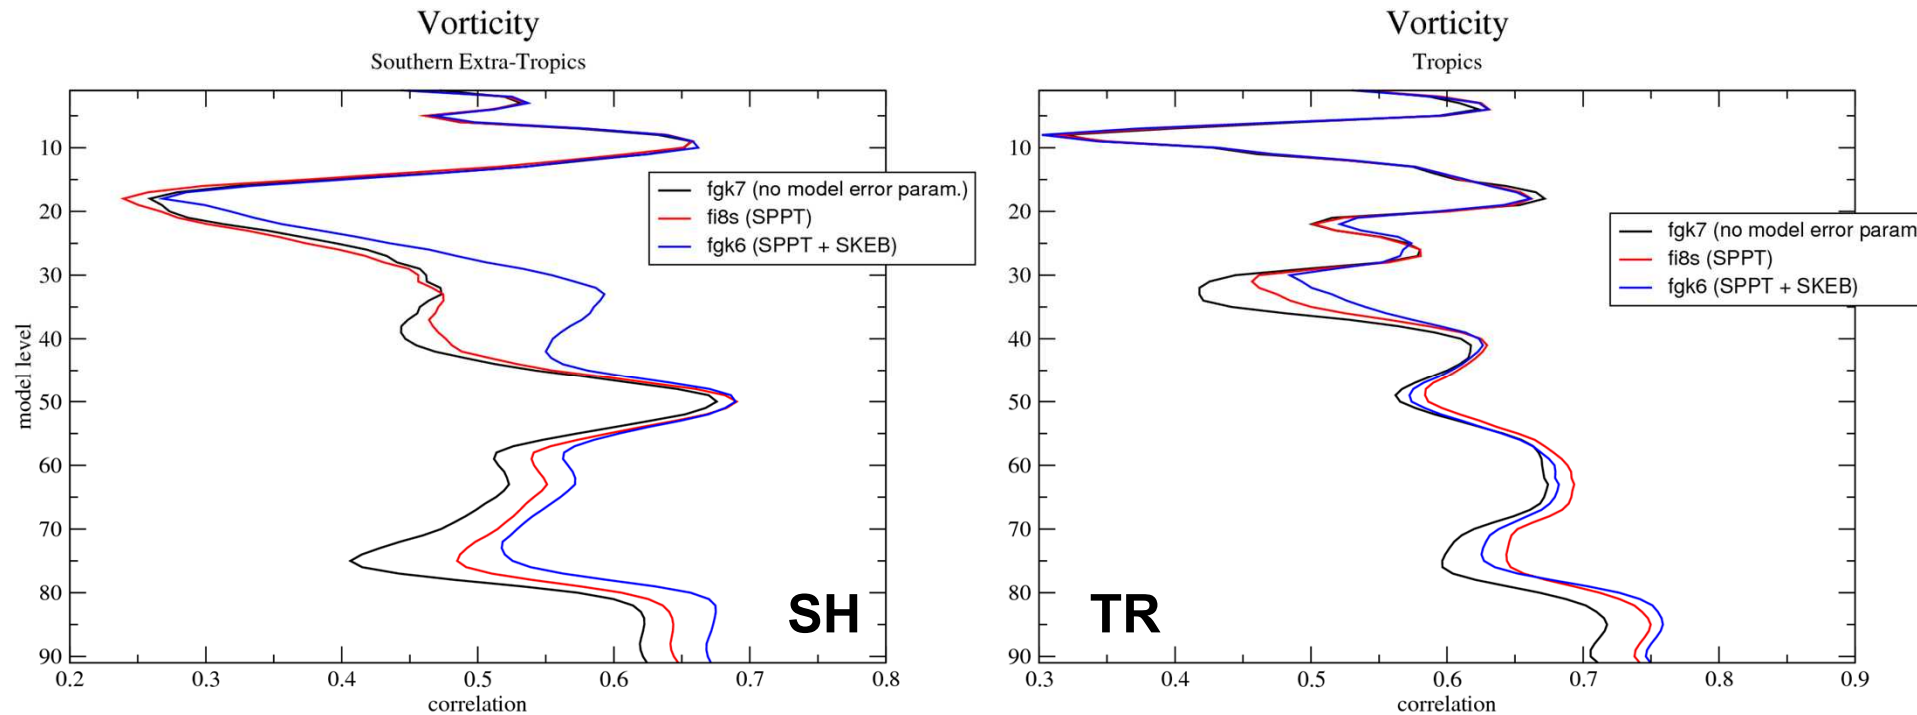 Vorticity
Southern Extra-Tropics
model level
10
20
30
40
50
60
70
80
90
0.2 0.3 0.4 0.5 0.6 0.7 0.8
correlation
fgk7 (no model error param.)
fi8s (SPPT)
fgk6 (SPPT + SKEB)
SH
Vorticity
Tropics
10
20
30
40
50
60
70
80
90
0.3 0.4 0.5 0.6 0.7 0.8 0.9
correlation
fgk7 (no model error param
fi8s (SPPT)
fgk6 (SPPT + SKEB)
TR